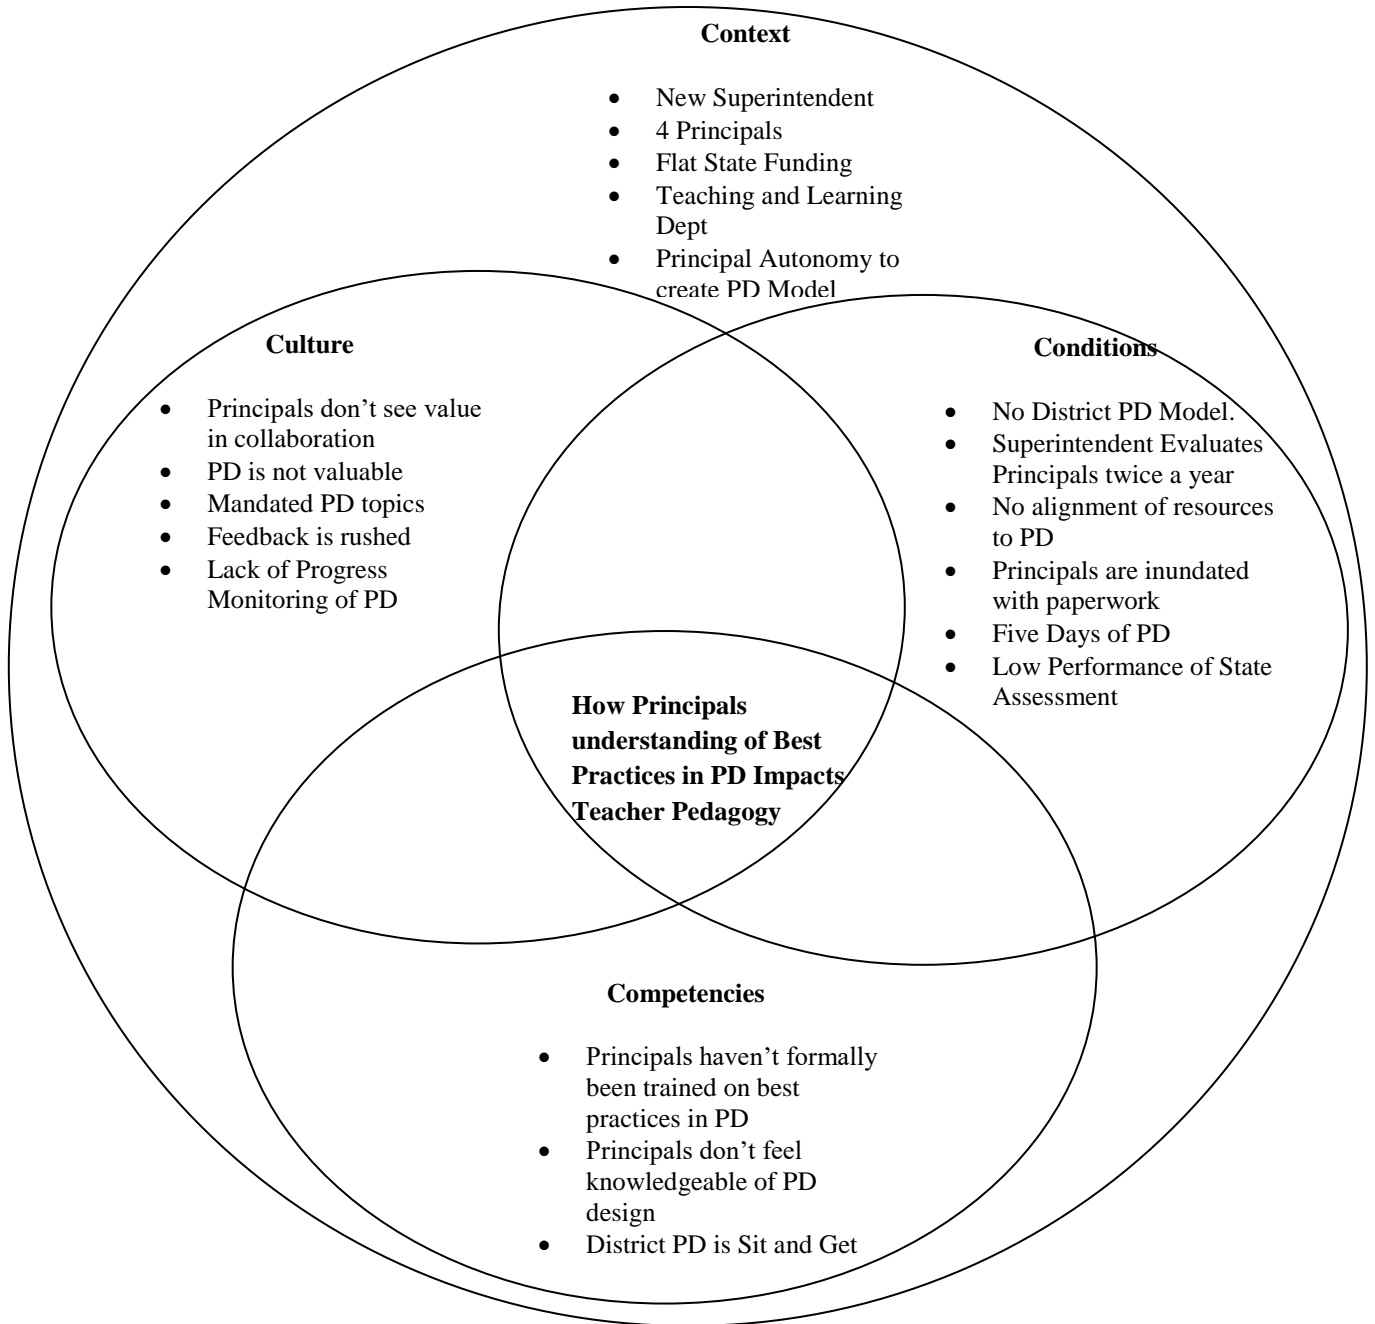 Context
• New Superintendent
• 4 Principals
• Flat State Funding
• Teaching and Learning
Dept
• Principal Autonomy to
create PD Model
Culture
• Principals don’t see value
in collaboration
• PD is not valuable
• Mandated PD topics
• Feedback is rushed
• Lack of Progress
Monitoring of PD
Conditions
• No District PD Model.
• Superintendent Evaluates
Principals twice a year
• No alignment of resources
to PD
• Principals are inundated
with paperwork
• Five Days of PD
• Low Performance of State
Assessment
How Principals
understanding of Best
Practices in PD Impacts
Teacher Pedagogy
Competencies
• Principals haven’t formally
been trained on best
practices in PD
• Principals don’t feel
knowledgeable of PD
design
• District PD is Sit and Get